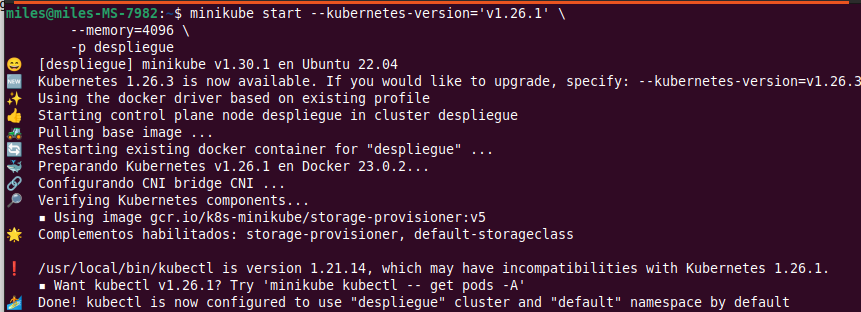 miles@miles-MS-7982:~$ minikube start --kubernetes-version='v1.26.1' \
--memory=4096 \
-p despliegue
[despliegue] minikube v1.30.1 en Ubuntu 22.04
NEW Kubernetes 1.26.3 is now available. If you would like to upgrade, specify: --kubernetes-version=v1.26.3
Using the docker driver based on existing profile
Starting control plane node despliegue in cluster despliegue
Pulling base image ...
Restarting existing docker container for "despliegue" ...
Preparando Kubernetes v1.26.1 en Docker 23.0.2...
Configurando CNI bridge CNI ...
Verifying Kubernetes components...
▪ Using image gcr.io/k8s-minikube/storage-provisioner:v5
Complementos habilitados: storage-provisioner, default-storageclass
❗ /usr/local/bin/kubectl is version 1.21.14, which may have incompatibilities with Kubernetes 1.26.1.
▪ Want kubectl v1.26.1? Try 'minikube kubectl -- get pods -A'
Done! kubectl is now configured to use "despliegue" cluster and "default" namespace by default